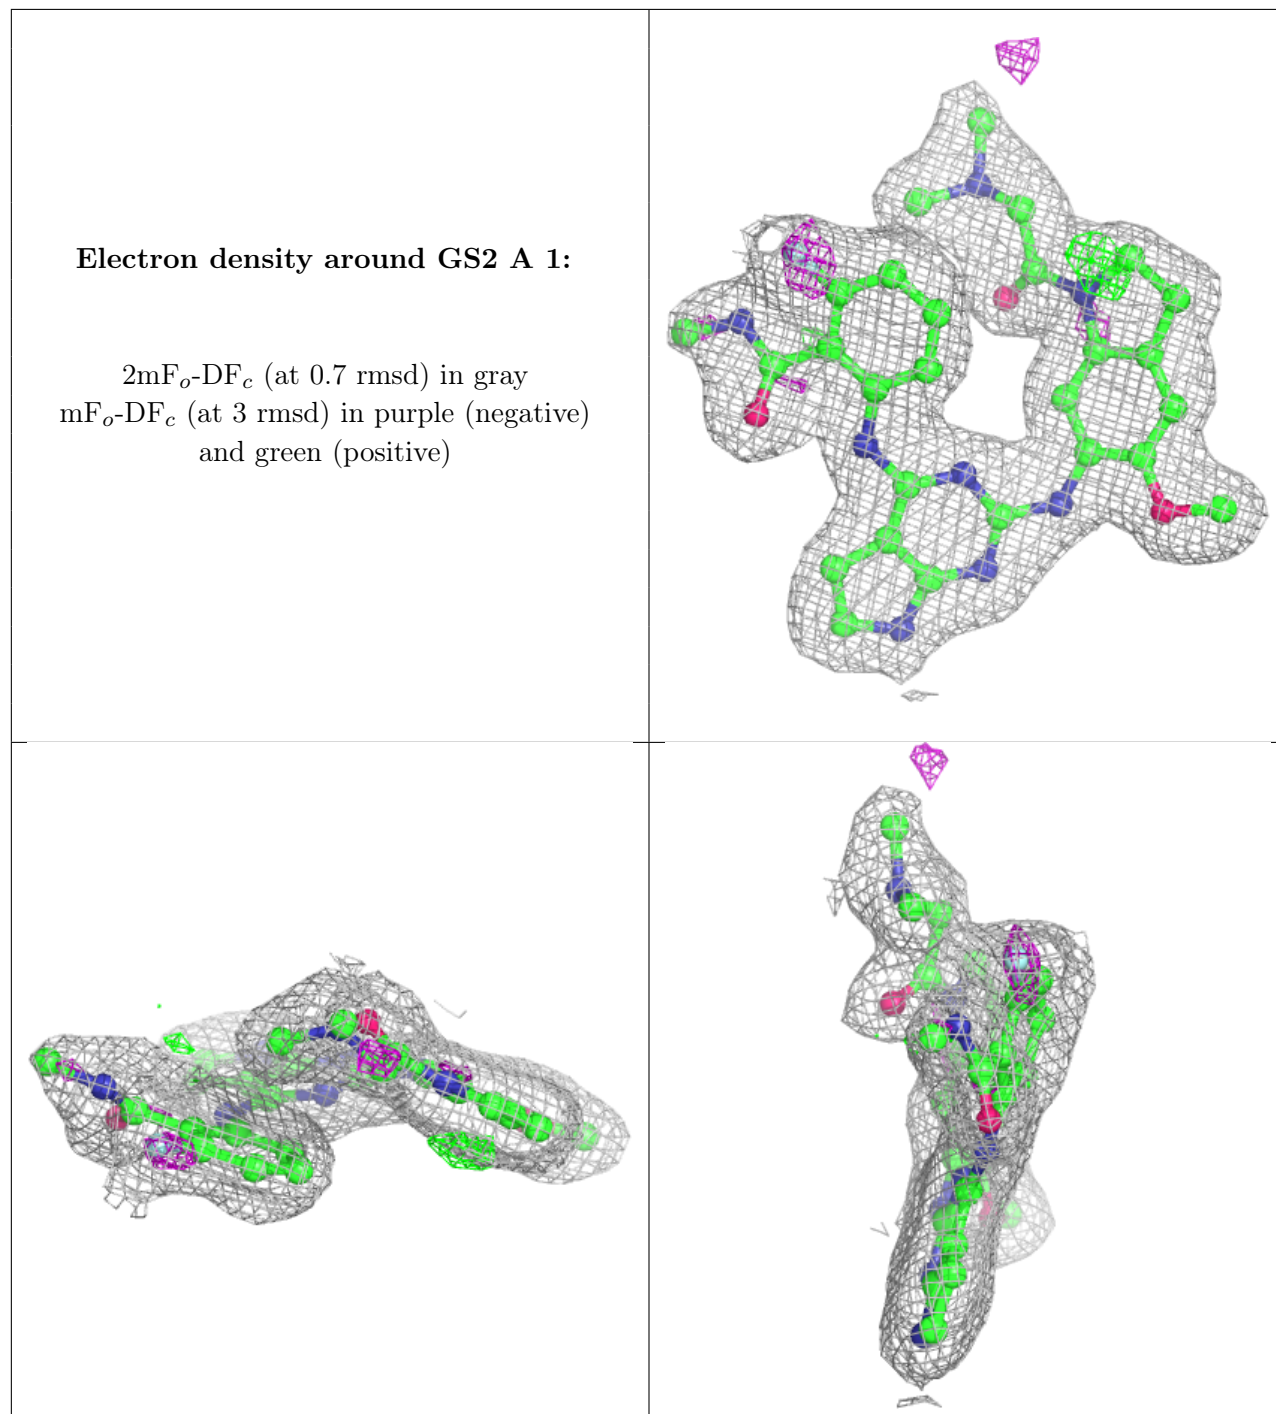 Electron density around GS2 A 1:
2mFo-DFc (at 0.7 rmsd) in gray
mFo-DFc (at 3 rmsd) in purple (negative)
and green (positive)